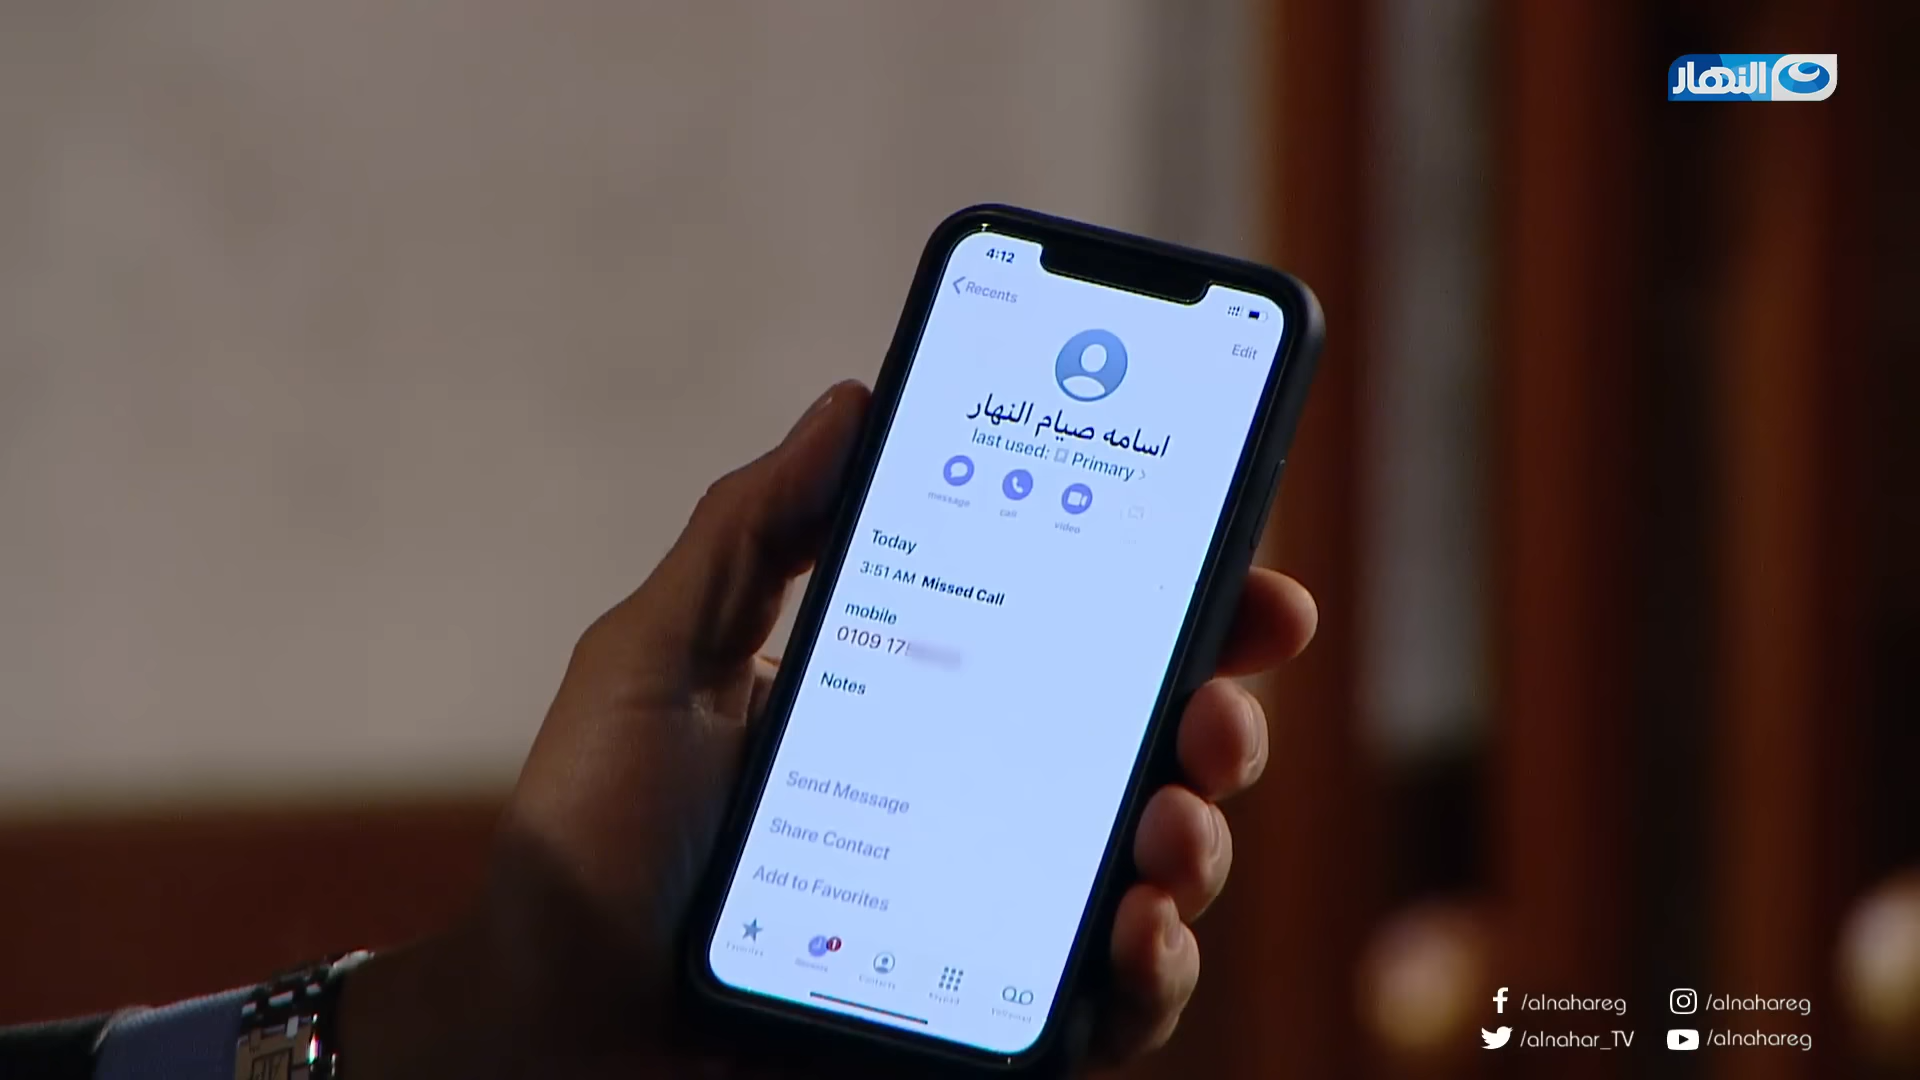 النهار
4:12
Recents
Edit
اسامه صيام النهار
last used: Primary
message
call
video
Today
3:51 AM Missed Call
mobile
0109 17
Notes
Send Message
Share Contact
Add to Favorites
/alnahareg
/alnahareg
/alnahar_TV
/alnahareg